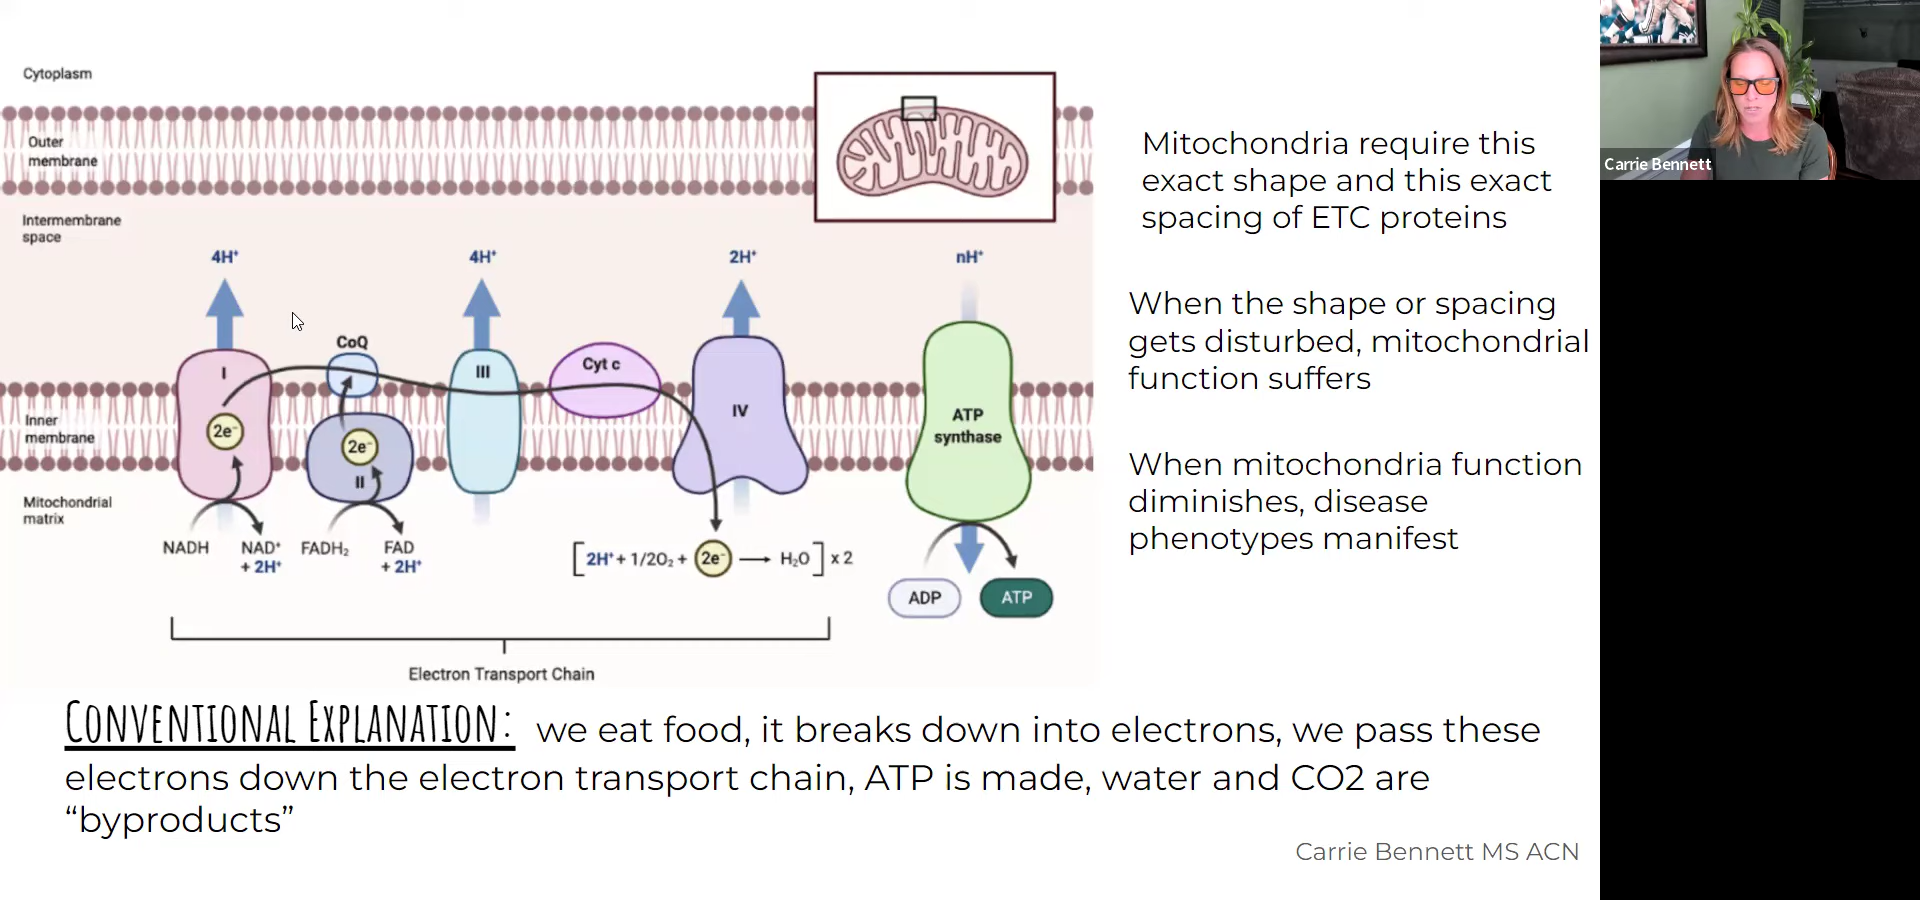 Cytoplasm
Outer
membrane
Intermembrane
space
4H⁺
4H⁺
2H⁺
nH⁺
CoQ
I
III
Cyt c
IV
ATP
synthase
2e⁻
2e⁻
II
Inner
membrane
Mitochondrial
matrix
NADH
NAD⁺
+ 2H⁺
FADH₂
FAD
+ 2H⁺
[2H⁺ + 1/2O₂ + 2e⁻ → H₂O] x 2
ADP
ATP
Electron Transport Chain
Mitochondria require this
exact shape and this exact
spacing of ETC proteins
When the shape or spacing
gets disturbed, mitochondrial
function suffers
When mitochondria function
diminishes, disease
phenotypes manifest
Conventional Explanation: we eat food, it breaks down into electrons, we pass these
electrons down the electron transport chain, ATP is made, water and CO2 are
“byproducts”
Carrie Bennett MS ACN
Carrie Bennett